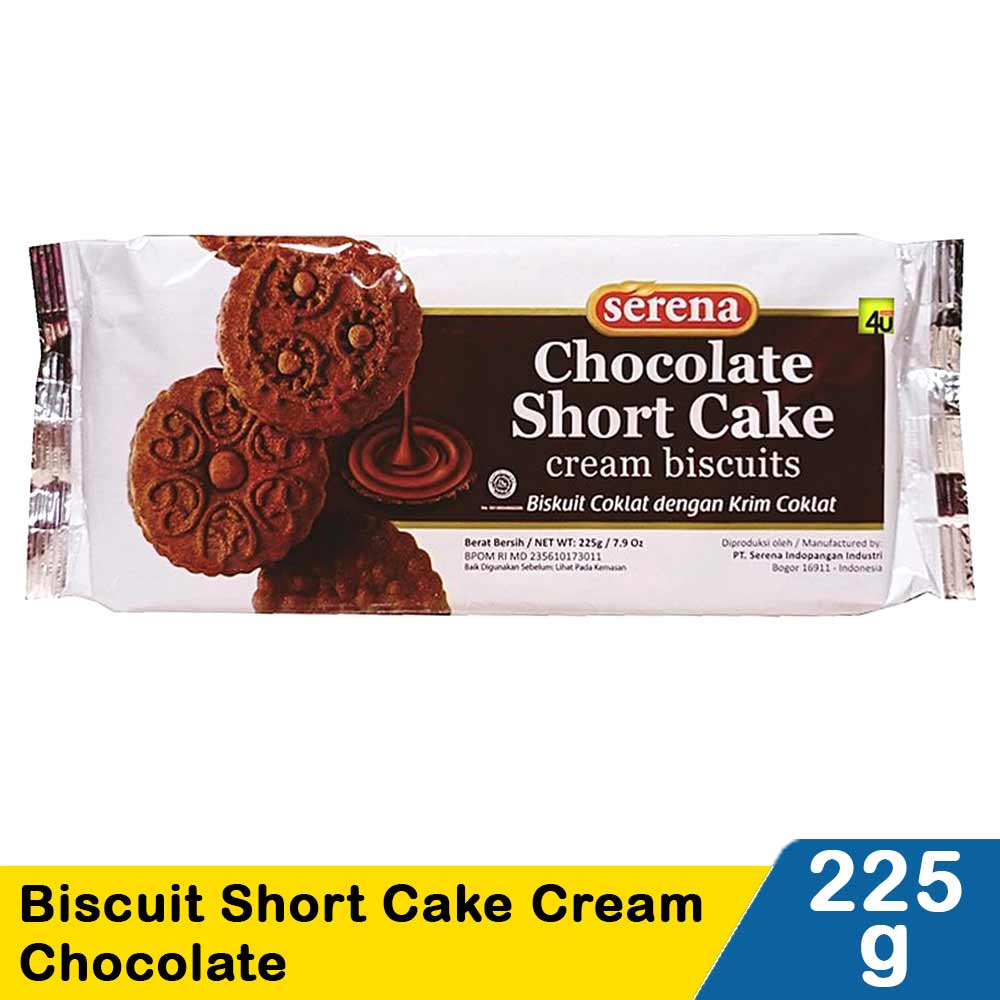 serena
4U
Chocolate
Short Cake
cream biscuits
Biskuit Coklat dengan Krim Coklat
Berat Bersih / NET WT: 225g / 7.9 Oz
BPOM RI MD 235610173011
Baik Digunakan Sebelum: Lihat Pada Kemasan
Diproduksi oleh / Manufactured by:
PT. Serena Indopangan Industri
Bogor 16911 - Indonesia
Biscuit Short Cake Cream
Chocolate
225
g